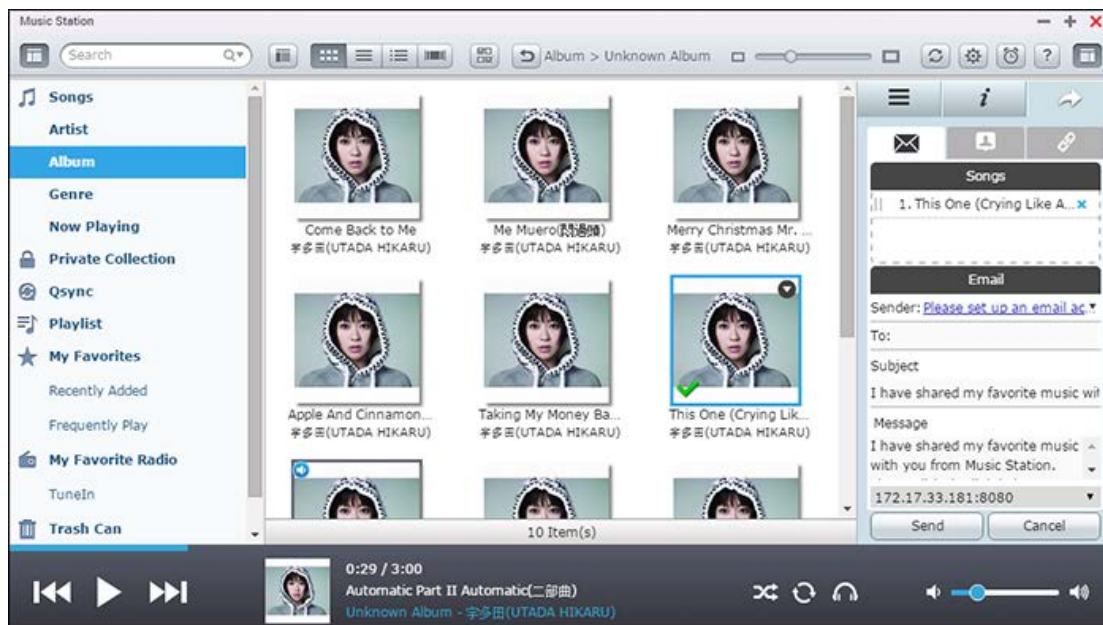 Music Station
Search
Album > Unknown Album
?
Songs
Artist
Album
Genre
Now Playing
Private Collection
Qsync
Playlist
My Favorites
Recently Added
Frequently Play
My Favorite Radio
TuneIn
Trash Can
Come Back to Me
宇多田(UTADA HIKARU)
Me Muero
宇多田(UTADA HIKARU)
Merry Christmas Mr. ...
宇多田(UTADA HIKARU)
Apple And Cinnamon...
宇多田(UTADA HIKARU)
Taking My Money Ba...
宇多田(UTADA HIKARU)
This One (Crying Lik...
宇多田(UTADA HIKARU)
10 Item(s)
i
Songs
1. This One (Crying Like A...
Email
Sender: Please set up an email ac...
To:
Subject
I have shared my favorite music wit
Message
I have shared my favorite music
with you from Music Station.
172.17.33.181:8080
Send
Cancel
0:29 / 3:00
Automatic Part II Automatic(二部曲)
Unknown Album - 宇多田(UTADA HIKARU)